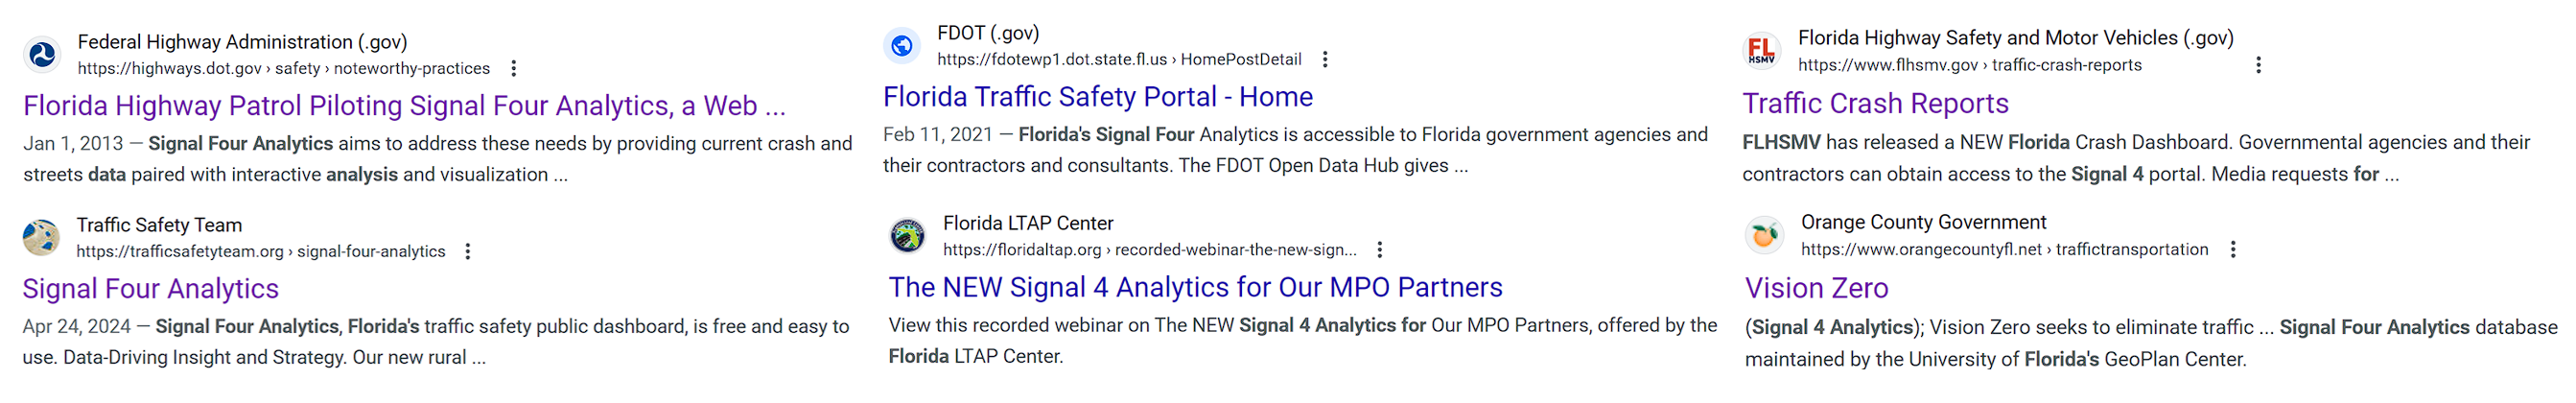 Federal Highway Administration (.gov)
https://highways.dot.gov › safety › noteworthy-practices
Florida Highway Patrol Piloting Signal Four Analytics, a Web ...
Jan 1, 2013 — Signal Four Analytics aims to address these needs by providing current crash and
streets data paired with interactive analysis and visualization ...
FDOT (.gov)
https://fdotewp1.dot.state.fl.us › HomePostDetail
Florida Traffic Safety Portal - Home
Feb 11, 2021 — Florida's Signal Four Analytics is accessible to Florida government agencies and
their contractors and consultants. The FDOT Open Data Hub gives ...
FL
HSMV
Florida Highway Safety and Motor Vehicles (.gov)
https://www.flhsmv.gov › traffic-crash-reports
Traffic Crash Reports
FLHSMV has released a NEW Florida Crash Dashboard. Governmental agencies and their
contractors can obtain access to the Signal 4 portal. Media requests for ...
Traffic Safety Team
https://trafficsafetyteam.org › signal-four-analytics
Signal Four Analytics
Apr 24, 2024 — Signal Four Analytics, Florida's traffic safety public dashboard, is free and easy to
use. Data-Driving Insight and Strategy. Our new rural ...
Florida LTAP Center
https://floridaltap.org › recorded-webinar-the-new-sign...
The NEW Signal 4 Analytics for Our MPO Partners
View this recorded webinar on The NEW Signal 4 Analytics for Our MPO Partners, offered by the
Florida LTAP Center.
Orange County Government
https://www.orangecountyfl.net › traffictransportation
Vision Zero
(Signal 4 Analytics); Vision Zero seeks to eliminate traffic ... Signal Four Analytics database
maintained by the University of Florida's GeoPlan Center.